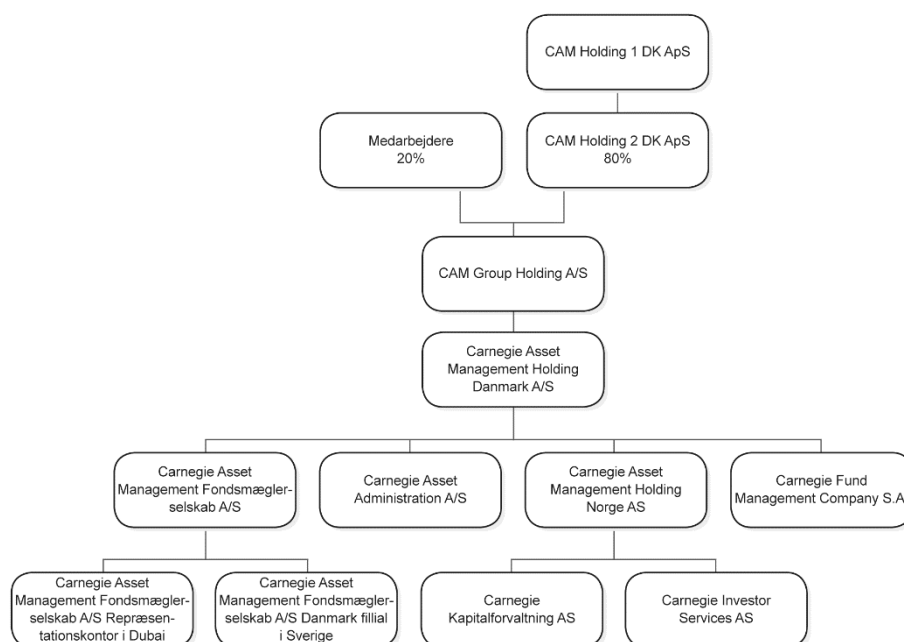 CAM Holding 1 DK ApS
Medarbejdere
20%
CAM Holding 2 DK ApS
80%
CAM Group Holding A/S
Carnegie Asset
Management Holding
Danmark A/S
Carnegie Asset
Management Fondsmægler-
selskab A/S
Carnegie Asset
Administration A/S
Carnegie Asset
Management Holding
Norge AS
Carnegie Fund
Management Company S.A
Carnegie Asset
Management Fondsmægler-
selskab A/S Repræsen-
tationskontor i Dubai
Carnegie Asset
Management Fondsmægler-
selskab A/S Danmark fillial
i Sverige
Carnegie
Kapitalforvaltning AS
Carnegie Investor
Services AS